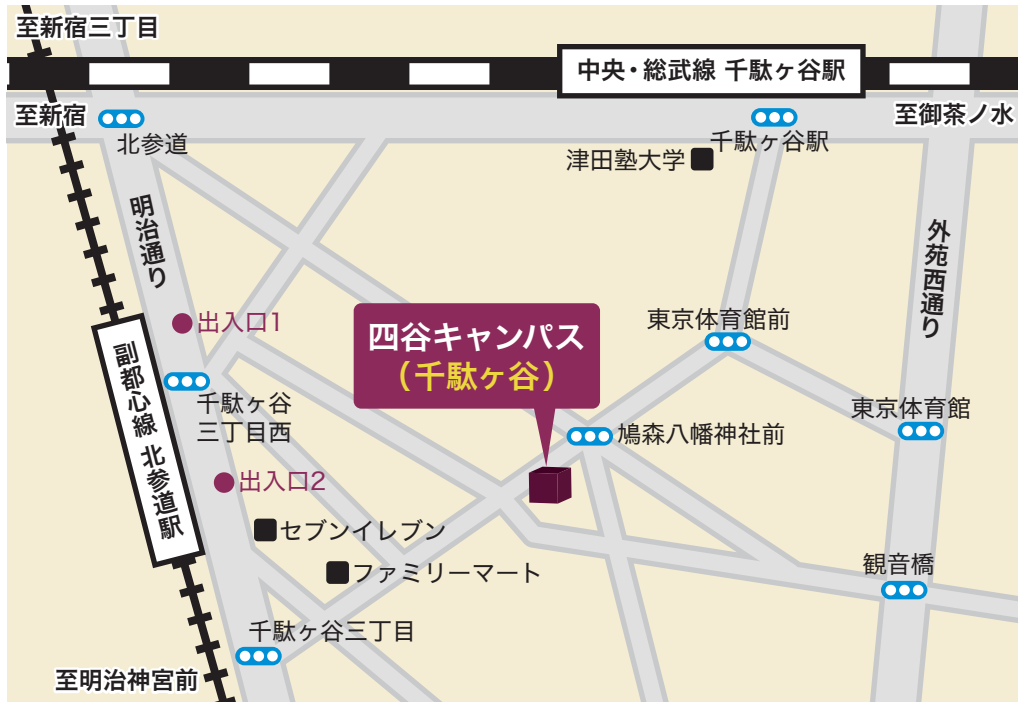 至新宿三丁目
中央・総武線 千駄ヶ谷駅
至新宿
至御茶ノ水
北参道
千駄ヶ谷駅
津田塾大学
明治通り
外苑西通り
出入口1
四谷キャンパス
（千駄ヶ谷）
東京体育館前
副都心線 北参道駅
千駄ヶ谷
三丁目西
東京体育館
鳩森八幡神社前
出入口2
セブンイレブン
ファミリーマート
観音橋
千駄ヶ谷三丁目
至明治神宮前